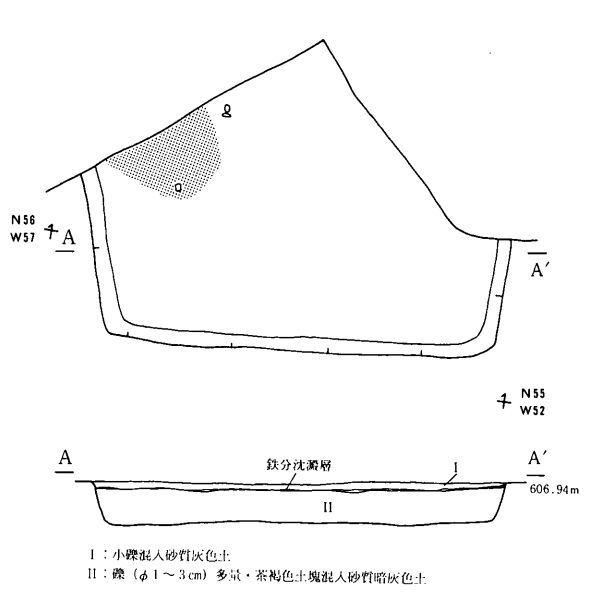 N56
W57
A
A′
N55
W52
A
鉄分沈澱層
I
A′
606.94m
II
I：小礫混入砂質灰色土
II：礫（φ1～3cm）多量・茶褐色土塊混入砂質暗灰色土